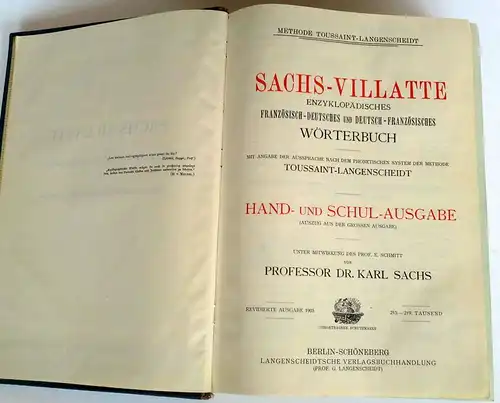 METHODE TOUSSAINT-LANGENSCHEIDT
SACHS-VILLATTE
ENZYKLOPÄDISCHES
FRANZÖSISCH-DEUTSCHES UND DEUTSCH-FRANZÖSISCHES
WÖRTERBUCH
MIT ANGABE DER AUSSPRACHE NACH DEM PHONETISCHEN SYSTEM DER METHODE
TOUSSAINT-LANGENSCHEIDT
HAND- UND SCHUL-AUSGABE
(AUSZUG AUS DER GROSSEN AUSGABE)
UNTER MITWIRKUNG DES PROF. E. SCHMITT
VON
PROFESSOR DR. KARL SACHS
REVIDIERTE AUSGABE
TAUSEND
BERLIN-SCHÖNEBERG
LANGENSCHEIDTSCHE VERLAGSBUCHHANDLUNG
(PROF. G. LANGENSCHEIDT)